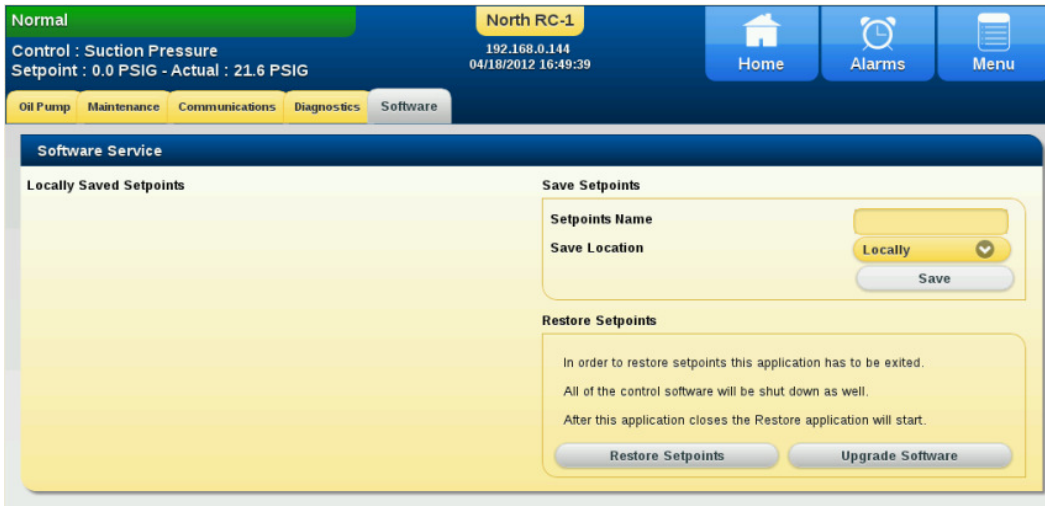 Normal
North RC-1
Control : Suction Pressure
Setpoint : 0.0 PSIG - Actual : 21.6 PSIG
192.168.0.144
04/18/2012 16:49:39
Home
Alarms
Menu
Oil Pump
Maintenance
Communications
Diagnostics
Software
Software Service
Locally Saved Setpoints
Save Setpoints
Setpoints Name
Save Location
Locally
Save
Restore Setpoints
In order to restore setpoints this application has to be exited.
All of the control software will be shut down as well.
After this application closes the Restore application will start.
Restore Setpoints
Upgrade Software